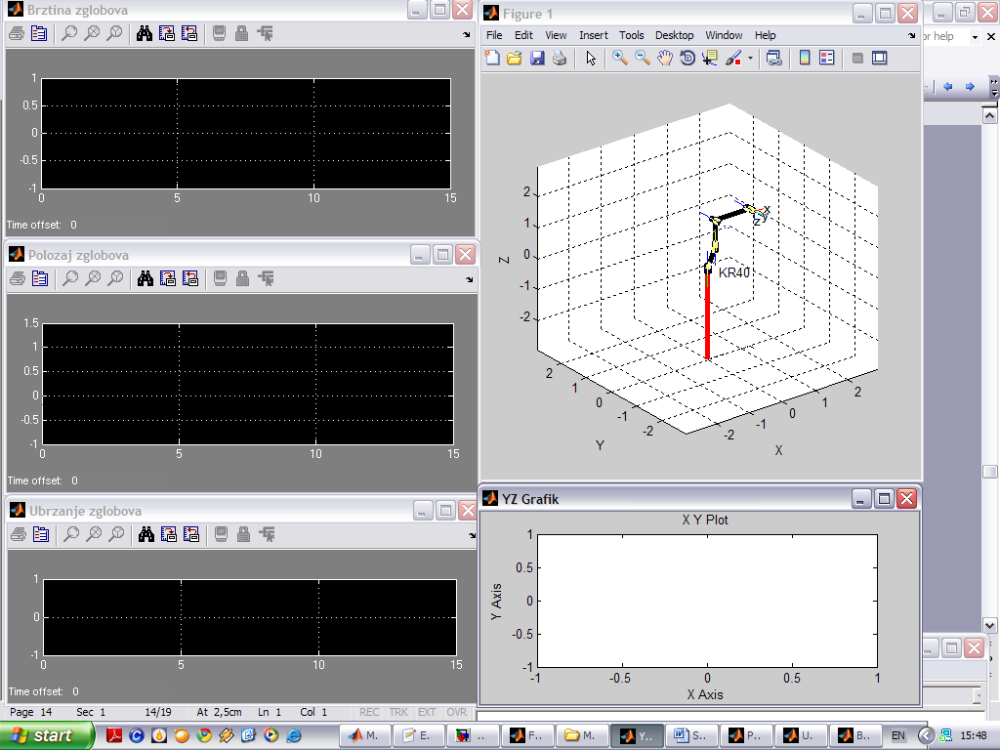 Brztina zglobova
1
0.5
0
-0.5
-1
0 5 10 15
Time offset: 0
Polozaj zglobova
1.5
1
0.5
0
-0.5
-1
0 5 10 15
Time offset: 0
Ubrzanje zglobova
1
0
-1
0 5 10 15
Time offset: 0
Figure 1
File Edit View Insert Tools Desktop Window Help
2
1
0
-1
-2
Z
x
y
z
KR40
2
1
0
-1
-2
Y
-2
-1
0
1
2
X
YZ Grafik
X Y Plot
1
0.5
0
-0.5
-1
Y Axis
-1 -0.5 0 0.5 1
X Axis
or help
Page 14 Sec 1 14/19 At 2,5cm Ln 1 Col 1 REC TRK EXT OVR
start M. E. .. F.. M. Y.. S.. P.. U. B.. EN 15:48